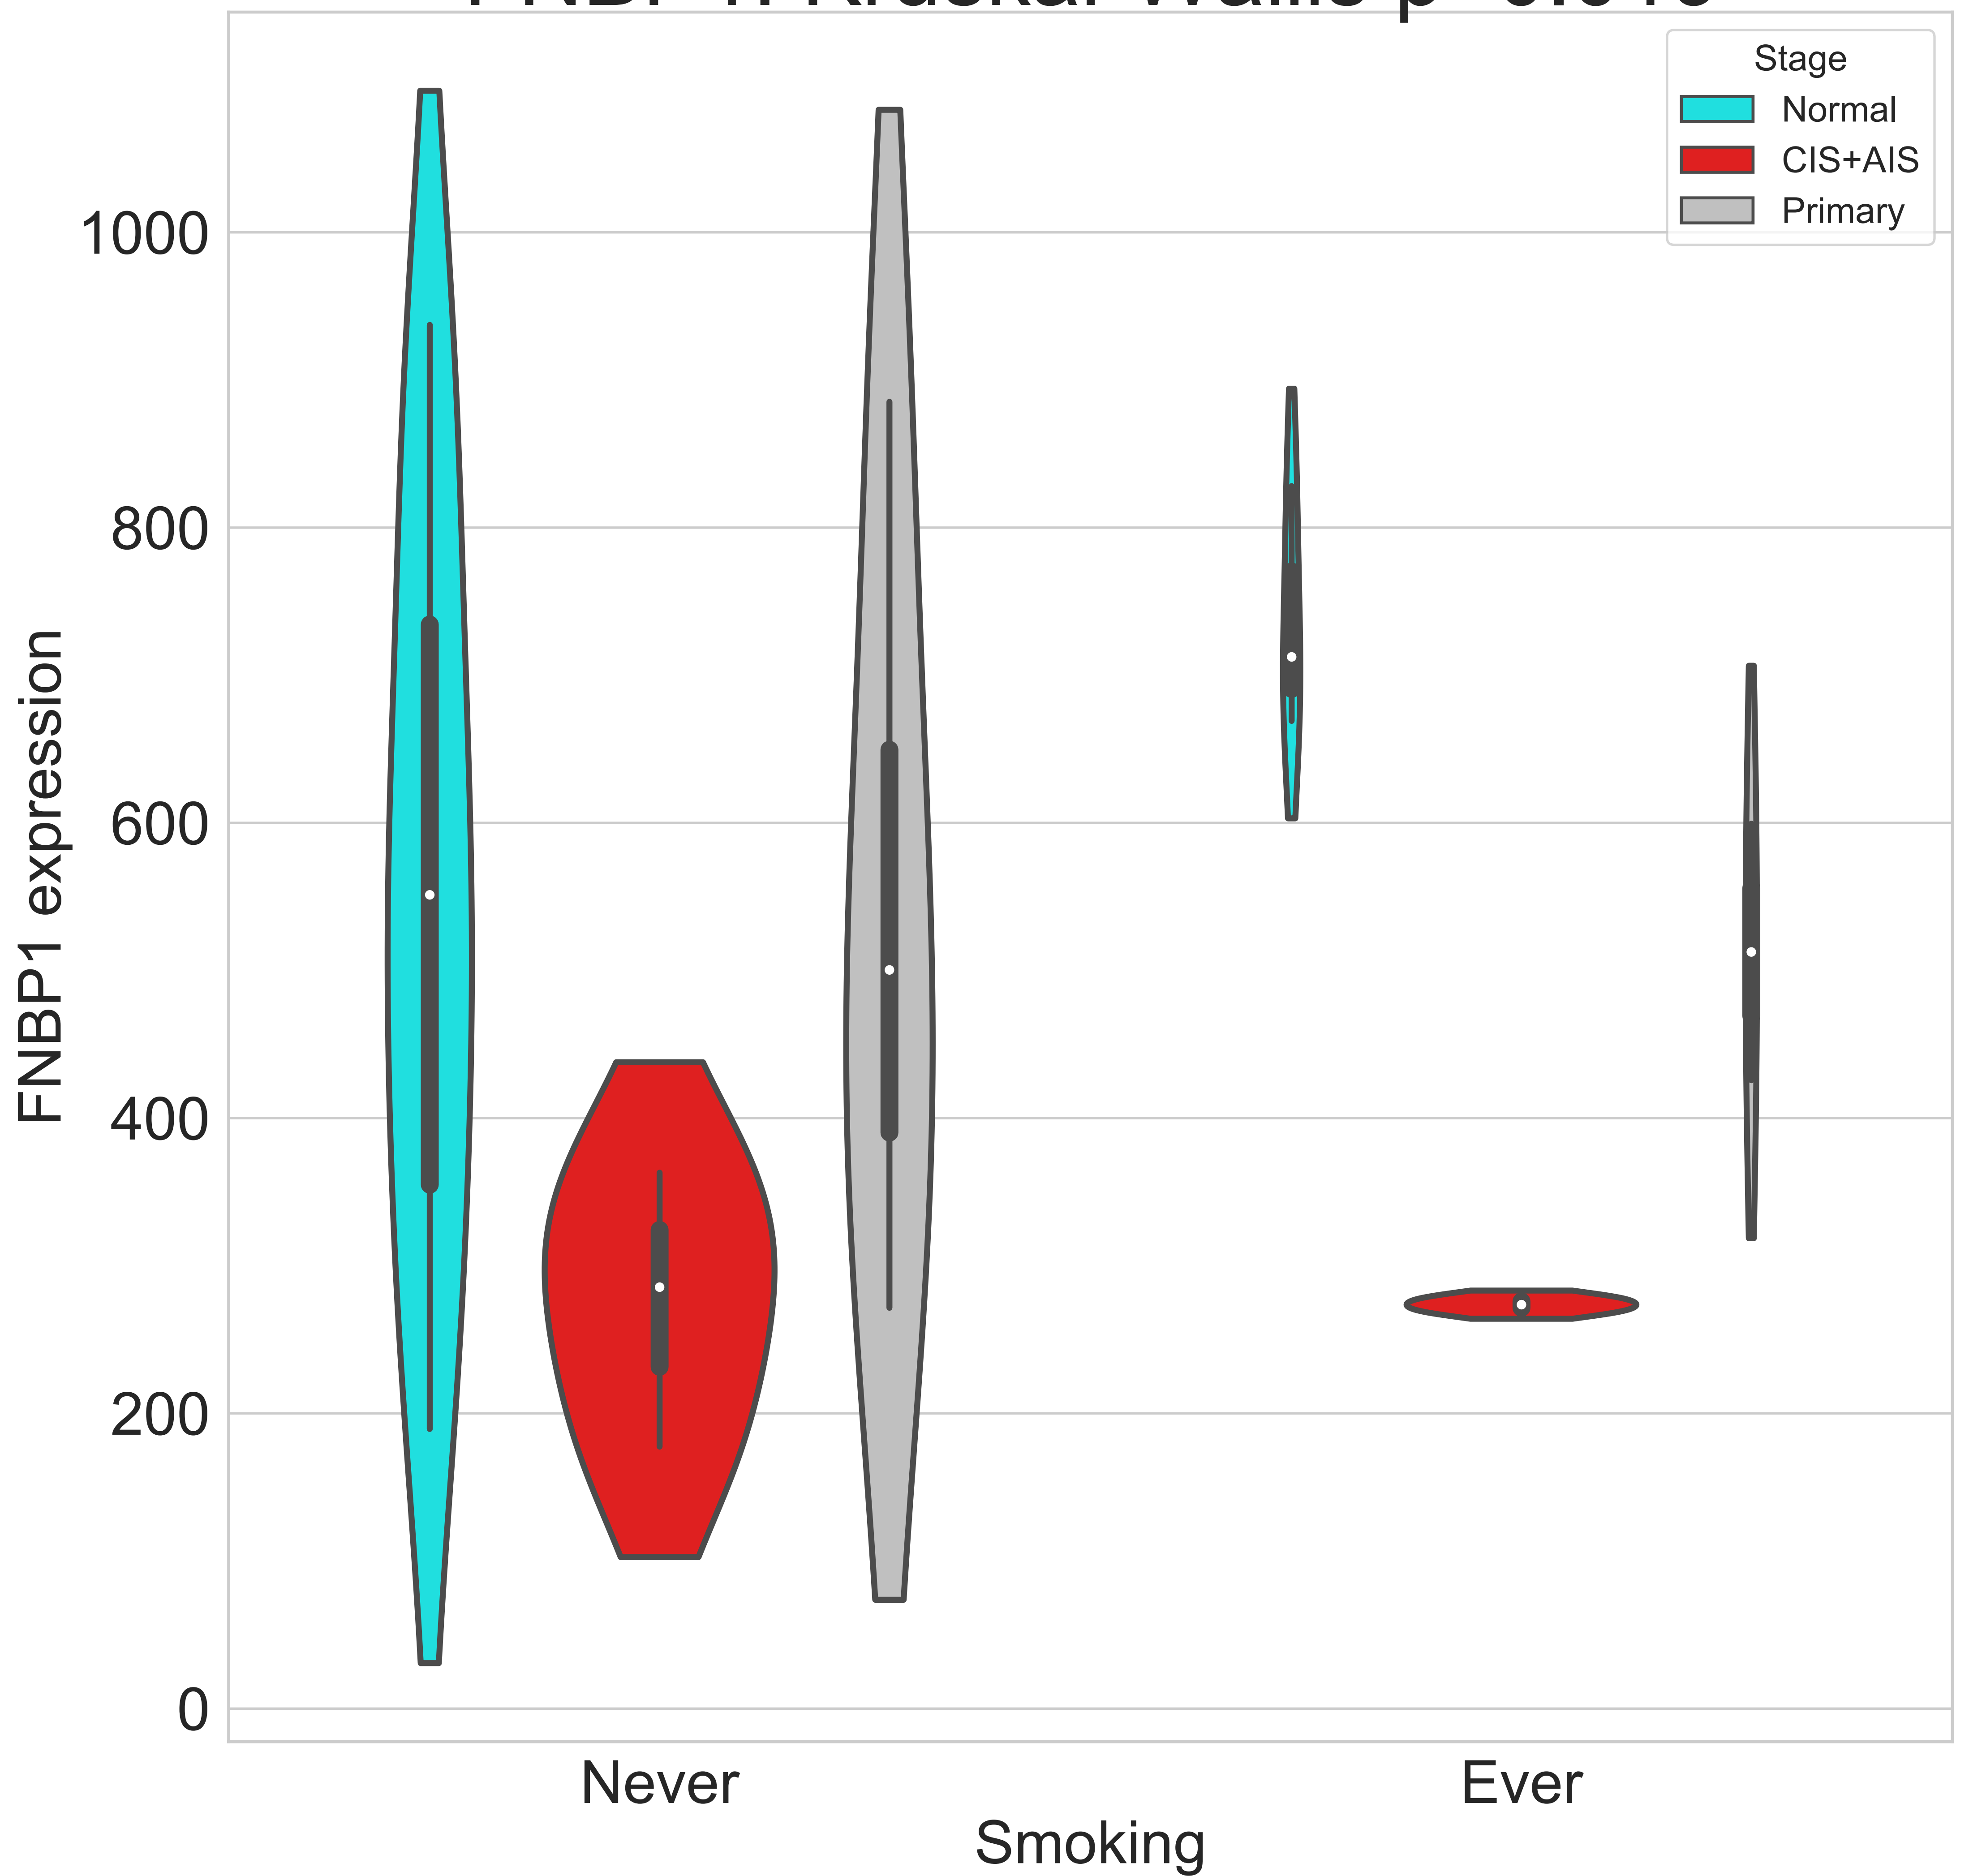 Stage
Normal
CIS+AIS
Primary
1000
800
600
400
200
0
FNBP1 expression
Never
Ever
Smoking